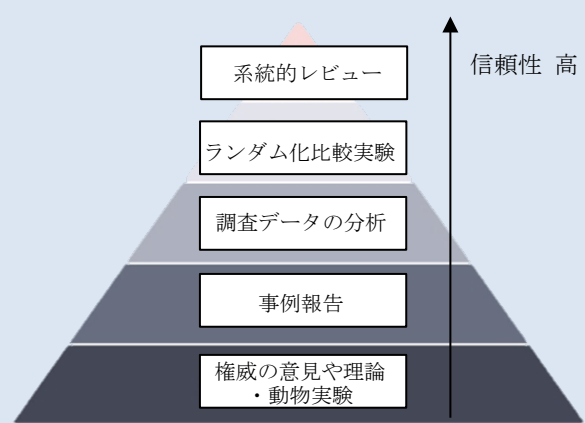 系統的レビュー
信頼性 高
ランダム化比較実験
調査データの分析
事例報告
権威の意見や理論
・動物実験